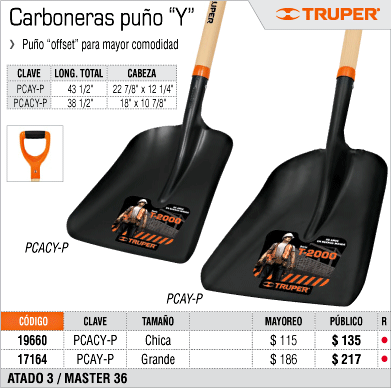 Carboneras puño "Y"
TRUPER
Puño "offset" para mayor comodidad
CLAVE LONG. TOTAL CABEZA
PCAY-P 43 1/2" 22 7/8" x 12 1/4"
PCACY-P 38 1/2" 18" x 10 7/8"
TRUPER
T-2000
TRUPER
PCACY-P
T-2000
TRUPER
PCAY-P
CÓDIGO CLAVE TAMAÑO MAYOREO PÚBLICO R
19660 PCACY-P Chica $ 115 $ 135
17164 PCAY-P Grande $ 186 $ 217
ATADO 3 / MASTER 36